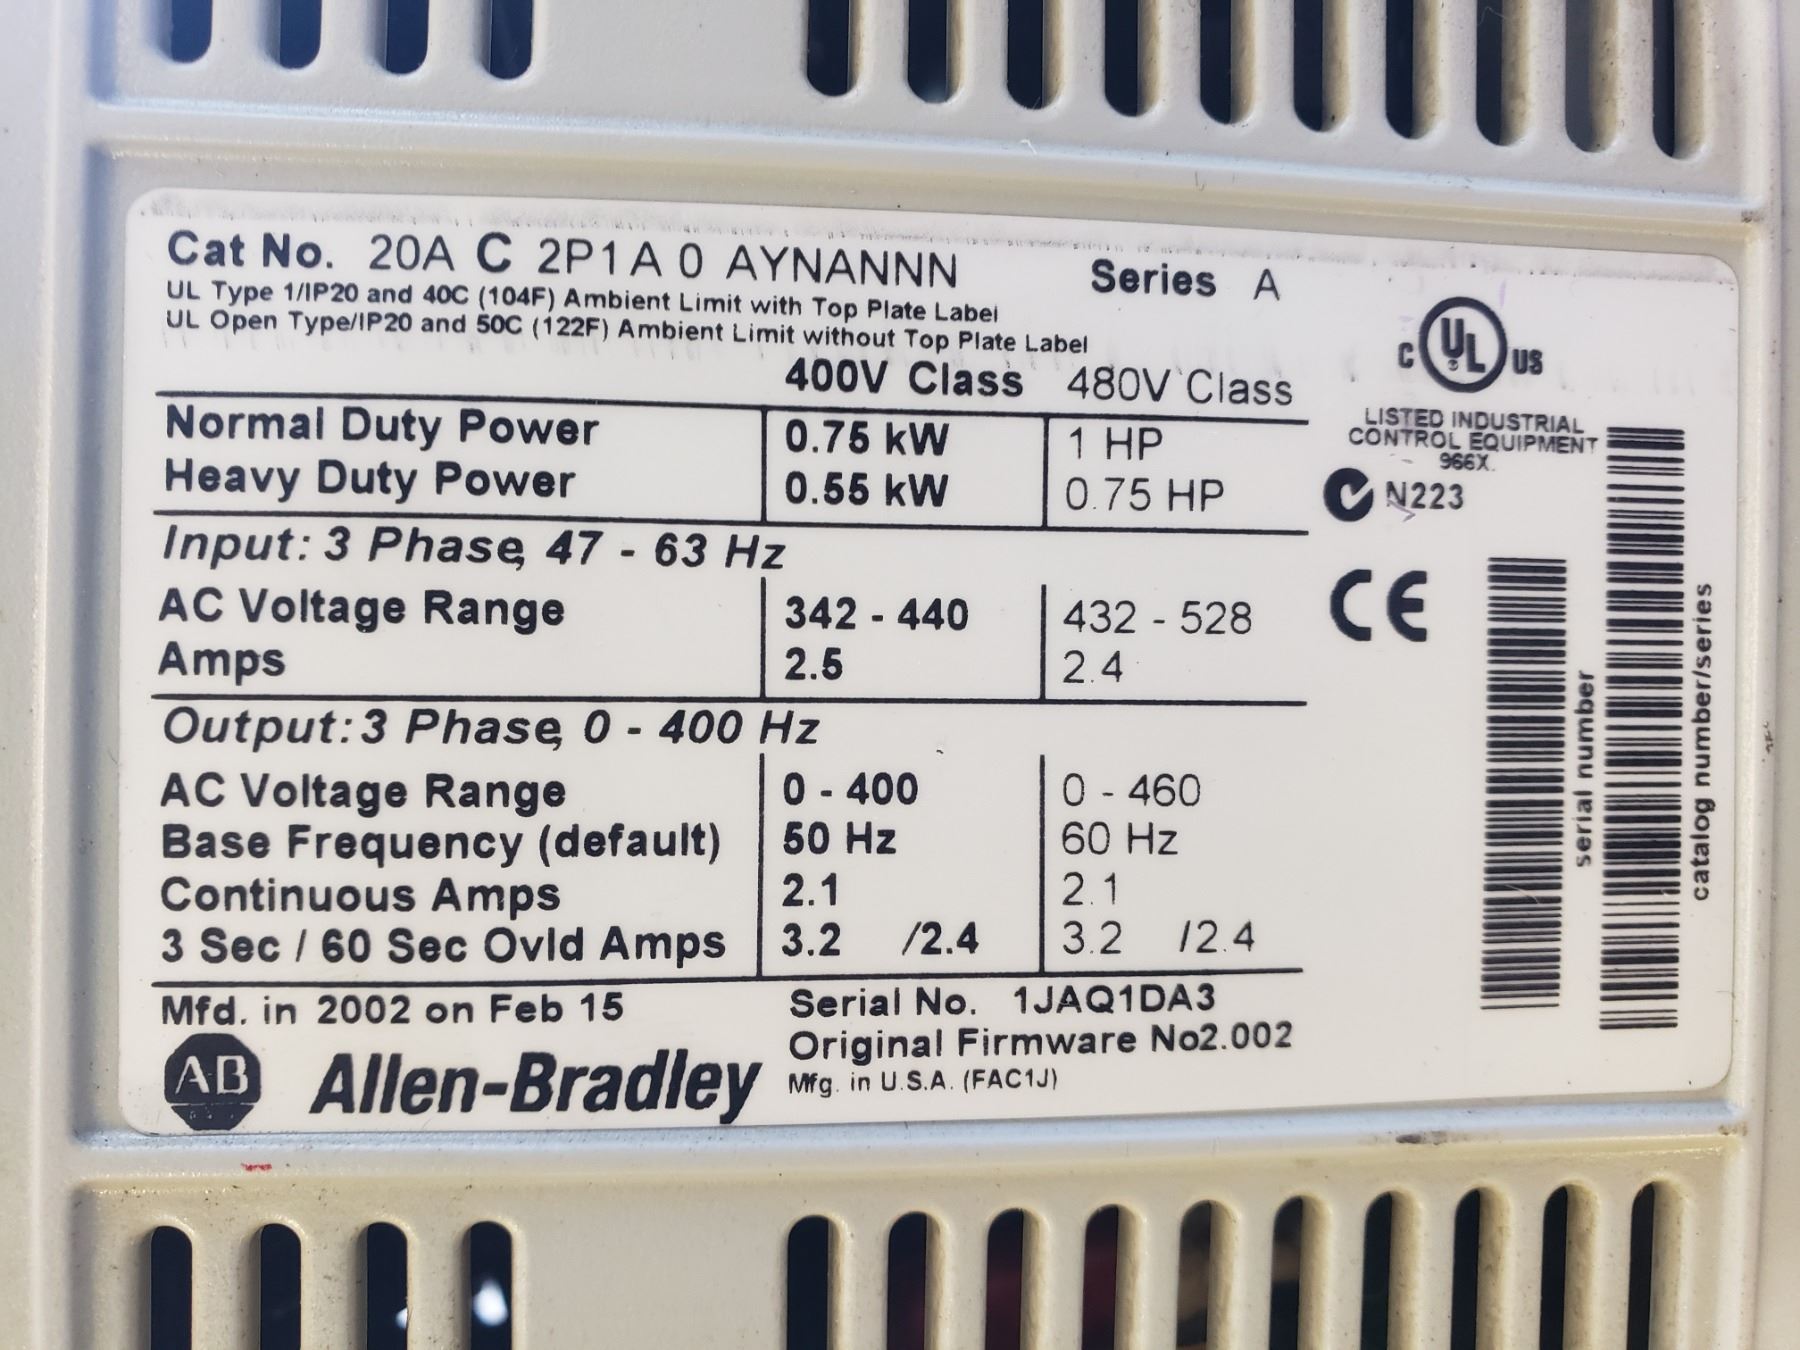 Cat No. 20A C 2P1A 0 AYNANNN Series A
UL Type 1/IP20 and 40C (104F) Ambient Limit with Top Plate Label
UL Open Type/IP20 and 50C (122F) Ambient Limit without Top Plate Label
400V Class 480V Class
Normal Duty Power 0.75 kW 1 HP
Heavy Duty Power 0.55 kW 0.75 HP
Input: 3 Phase, 47 - 63 Hz
AC Voltage Range 342 - 440 432 - 528
Amps 2.5 2.4
Output: 3 Phase, 0 - 400 Hz
AC Voltage Range 0 - 400 0 - 460
Base Frequency (default) 50 Hz 60 Hz
Continuous Amps 2.1 2.1
3 Sec / 60 Sec Ovld Amps 3.2 /2.4 3.2 /2.4
Mfd. in 2002 on Feb 15 Serial No. 1JAQ1DA3
Original Firmware No2.002
AB Allen-Bradley Mfg. in U.S.A. (FAC1J)
C UL US
LISTED INDUSTRIAL
CONTROL EQUIPMENT
966X.
N223
CE
serial number
catalog number/series